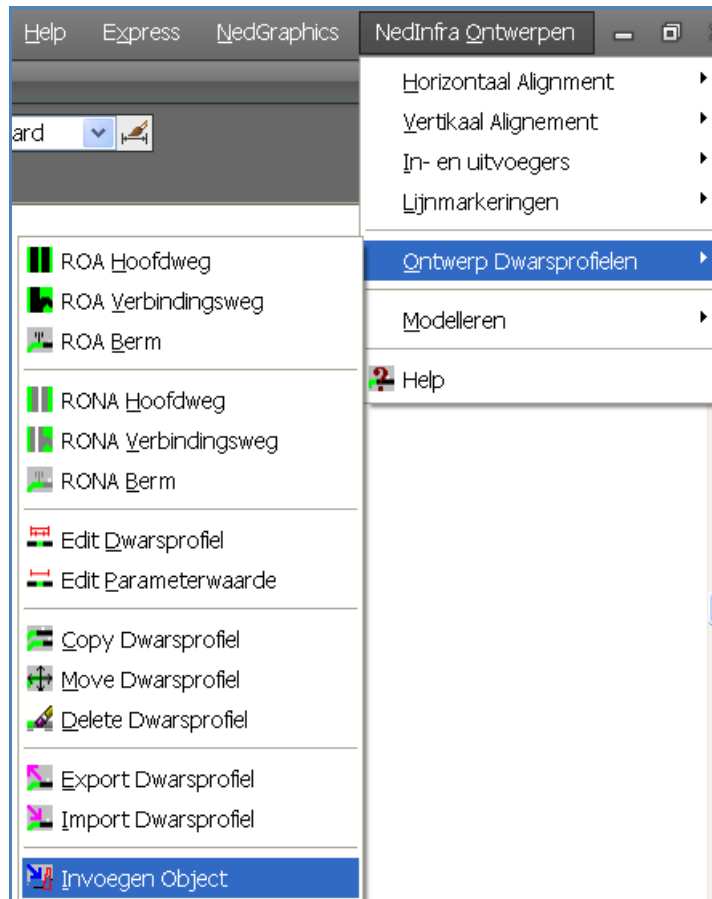 Help Express NedGraphics NedInfra Ontwerpen
Horizontaal Alignment
ard
Vertikaal Alignement
In- en uitvoegers
Lijnmarkeringen
Ontwerp Dwarsprofielen
Modelleren
Help
ROA Hoofdweg
ROA Verbindingsweg
ROA Berm
RONA Hoofdweg
RONA Verbindingsweg
RONA Berm
Edit Dwarsprofiel
Edit Parameterwaarde
Copy Dwarsprofiel
Move Dwarsprofiel
Delete Dwarsprofiel
Export Dwarsprofiel
Import Dwarsprofiel
Invoegen Object